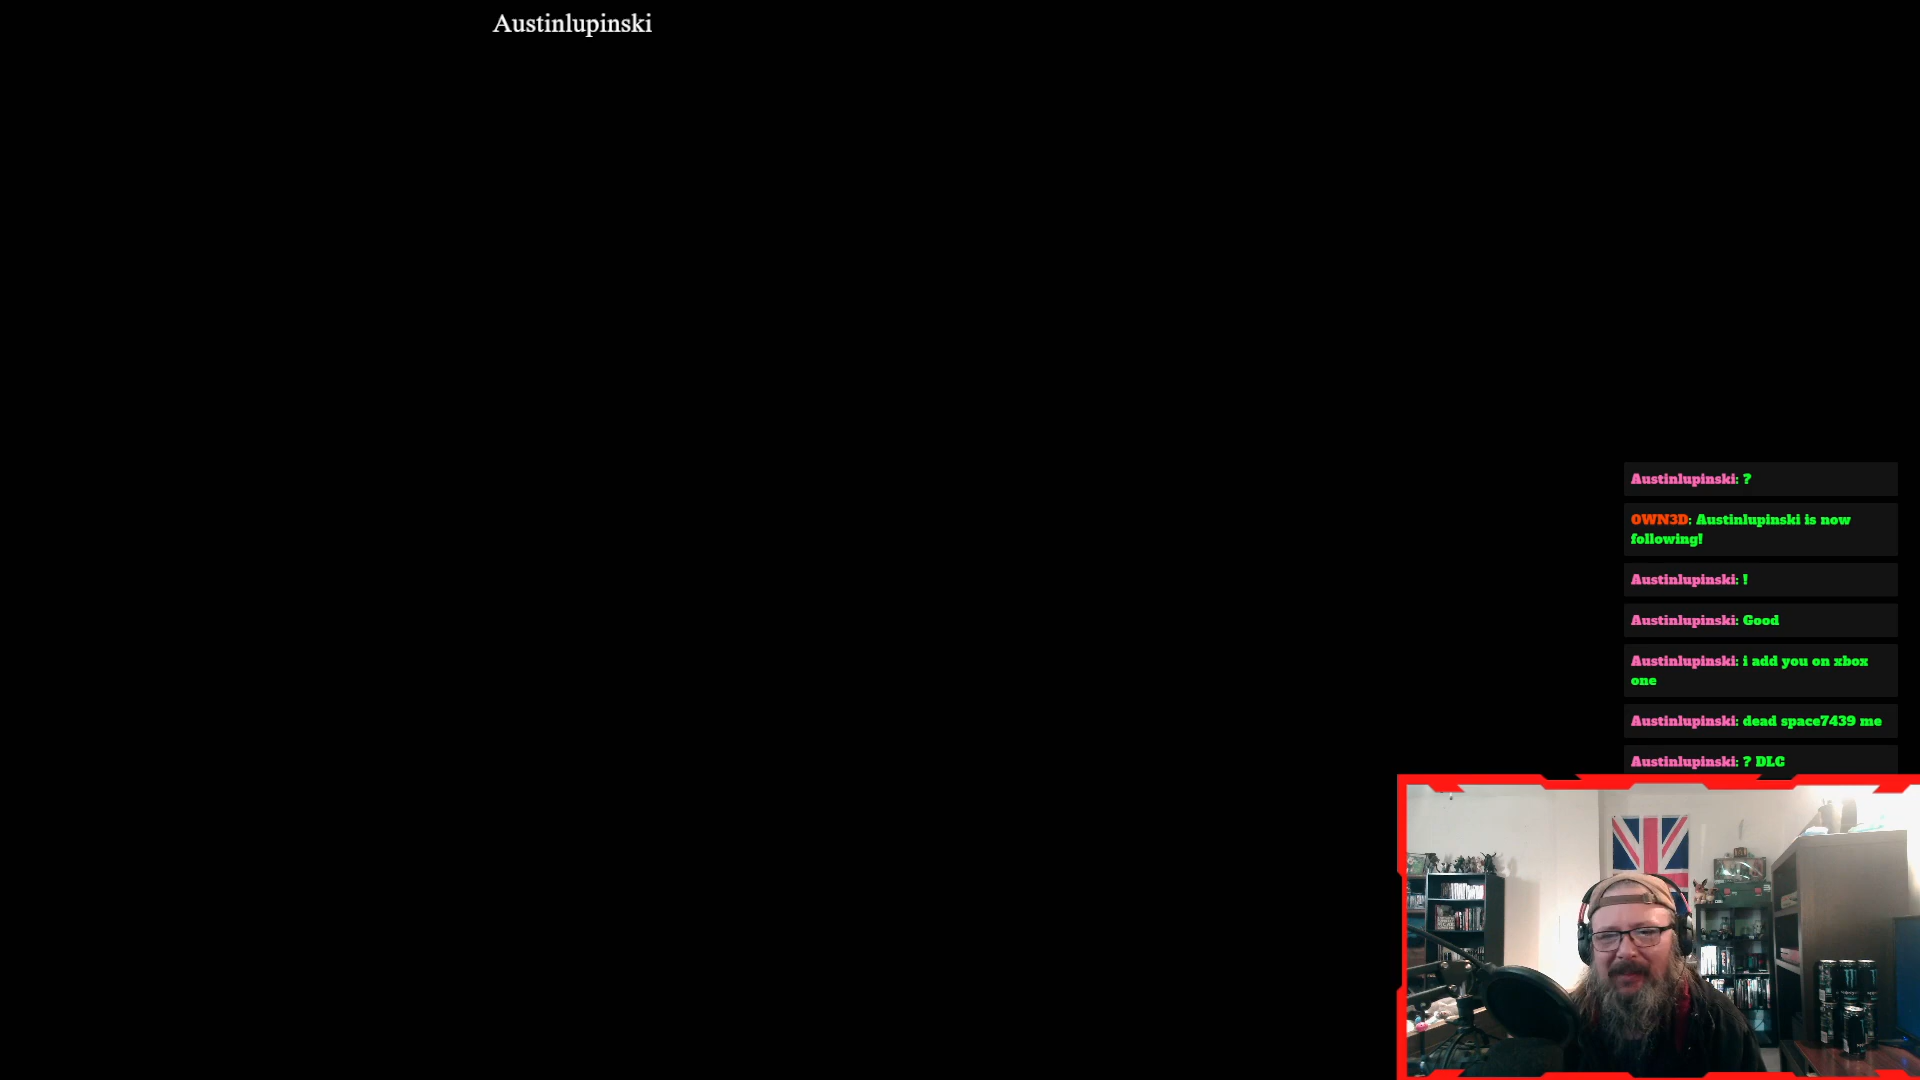 Austinlupinski
Austinlupinski: ?
OWN3D: Austinlupinski is now
following!
Austinlupinski: !
Austinlupinski: Good
Austinlupinski: i add you on xbox
one
Austinlupinski: dead space7439 me
Austinlupinski: ? DLC